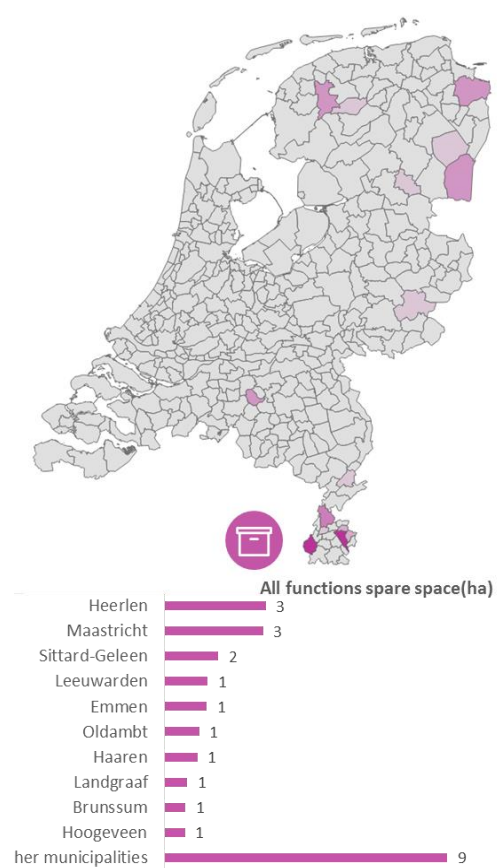 All functions spare space(ha)
Heerlen 3
Maastricht 3
Sittard-Geleen 2
Leeuwarden 1
Emmen 1
Oldambt 1
Haaren 1
Landgraaf 1
Brunssum 1
Hoogeveen 1
her municipalities 9